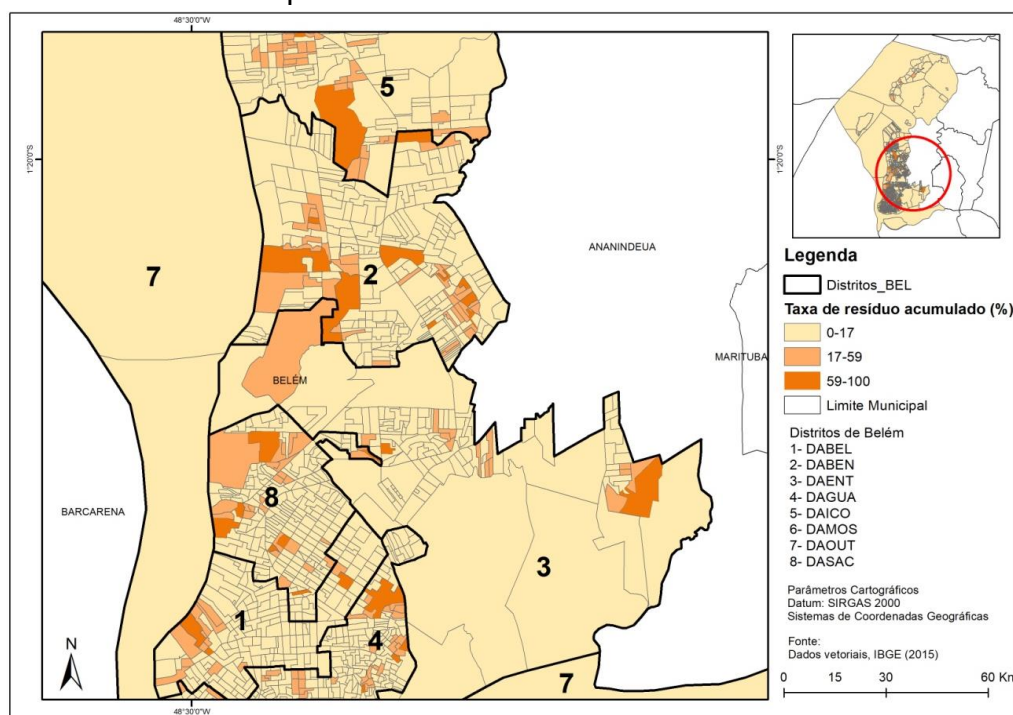 48°30'0"W
5
1°20'0"S
1°20'0"S
ANANINDEUA
7
2
MARITUBA
BELÉM
8
BARCARENA
3
1
4
N
7
48°30'0"W
Legenda
Distritos_BEL
Taxa de resíduo acumulado (%)
0-17
17-59
59-100
Limite Municipal
Distritos de Belém
1- DABEL
2- DABEN
3- DAENT
4- DAGUA
5- DAICO
6- DAMOS
7- DAOUT
8- DASAC
Parâmetros Cartográficos
Datum: SIRGAS 2000
Sistemas de Coordenadas Geográficas
Fonte:
Dados vetoriais, IBGE (2015)
0 15 30 60 Km